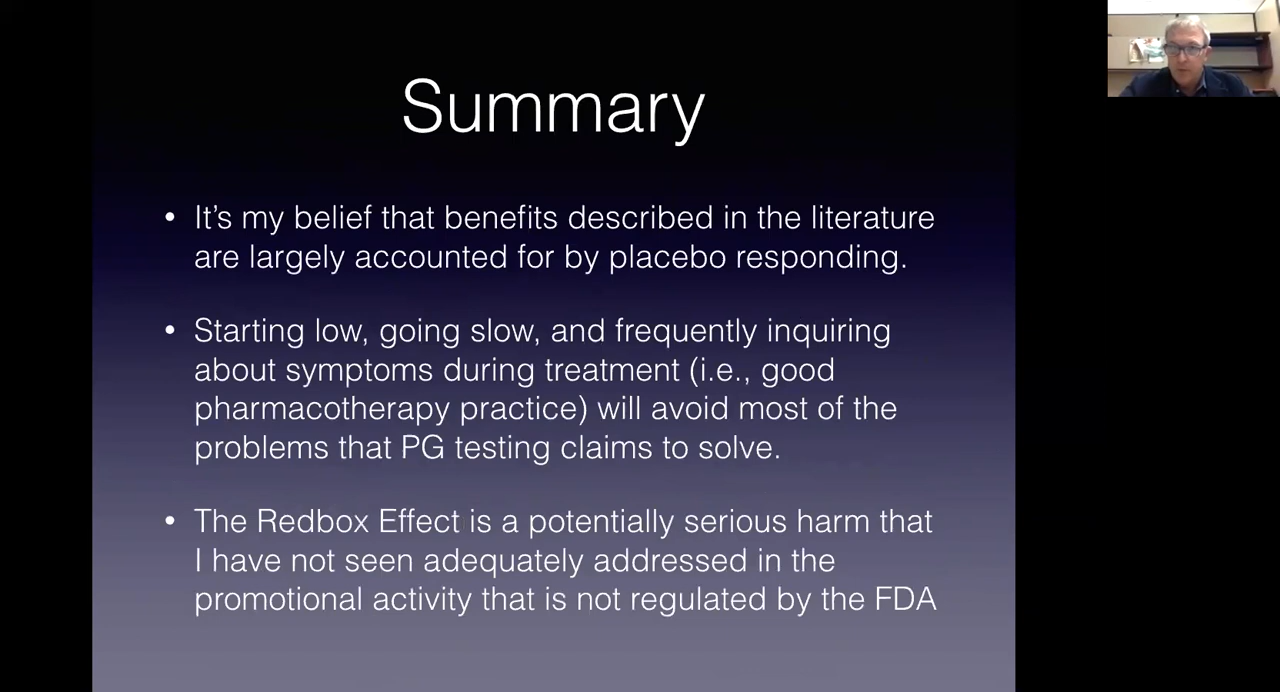 Summary
• It’s my belief that benefits described in the literature
are largely accounted for by placebo responding.
• Starting low, going slow, and frequently inquiring
about symptoms during treatment (i.e., good
pharmacotherapy practice) will avoid most of the
problems that PG testing claims to solve.
• The Redbox Effect is a potentially serious harm that
I have not seen adequately addressed in the
promotional activity that is not regulated by the FDA